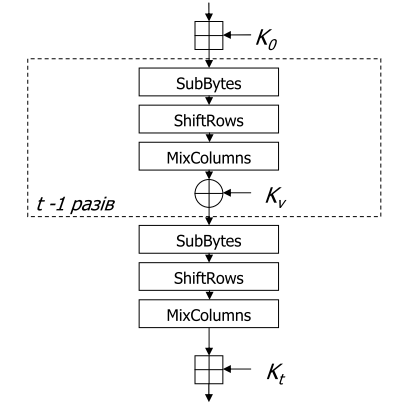 K₀
SubBytes
ShiftRows
MixColumns
Kᵥ
t -1 разів
SubBytes
ShiftRows
MixColumns
Kₜ